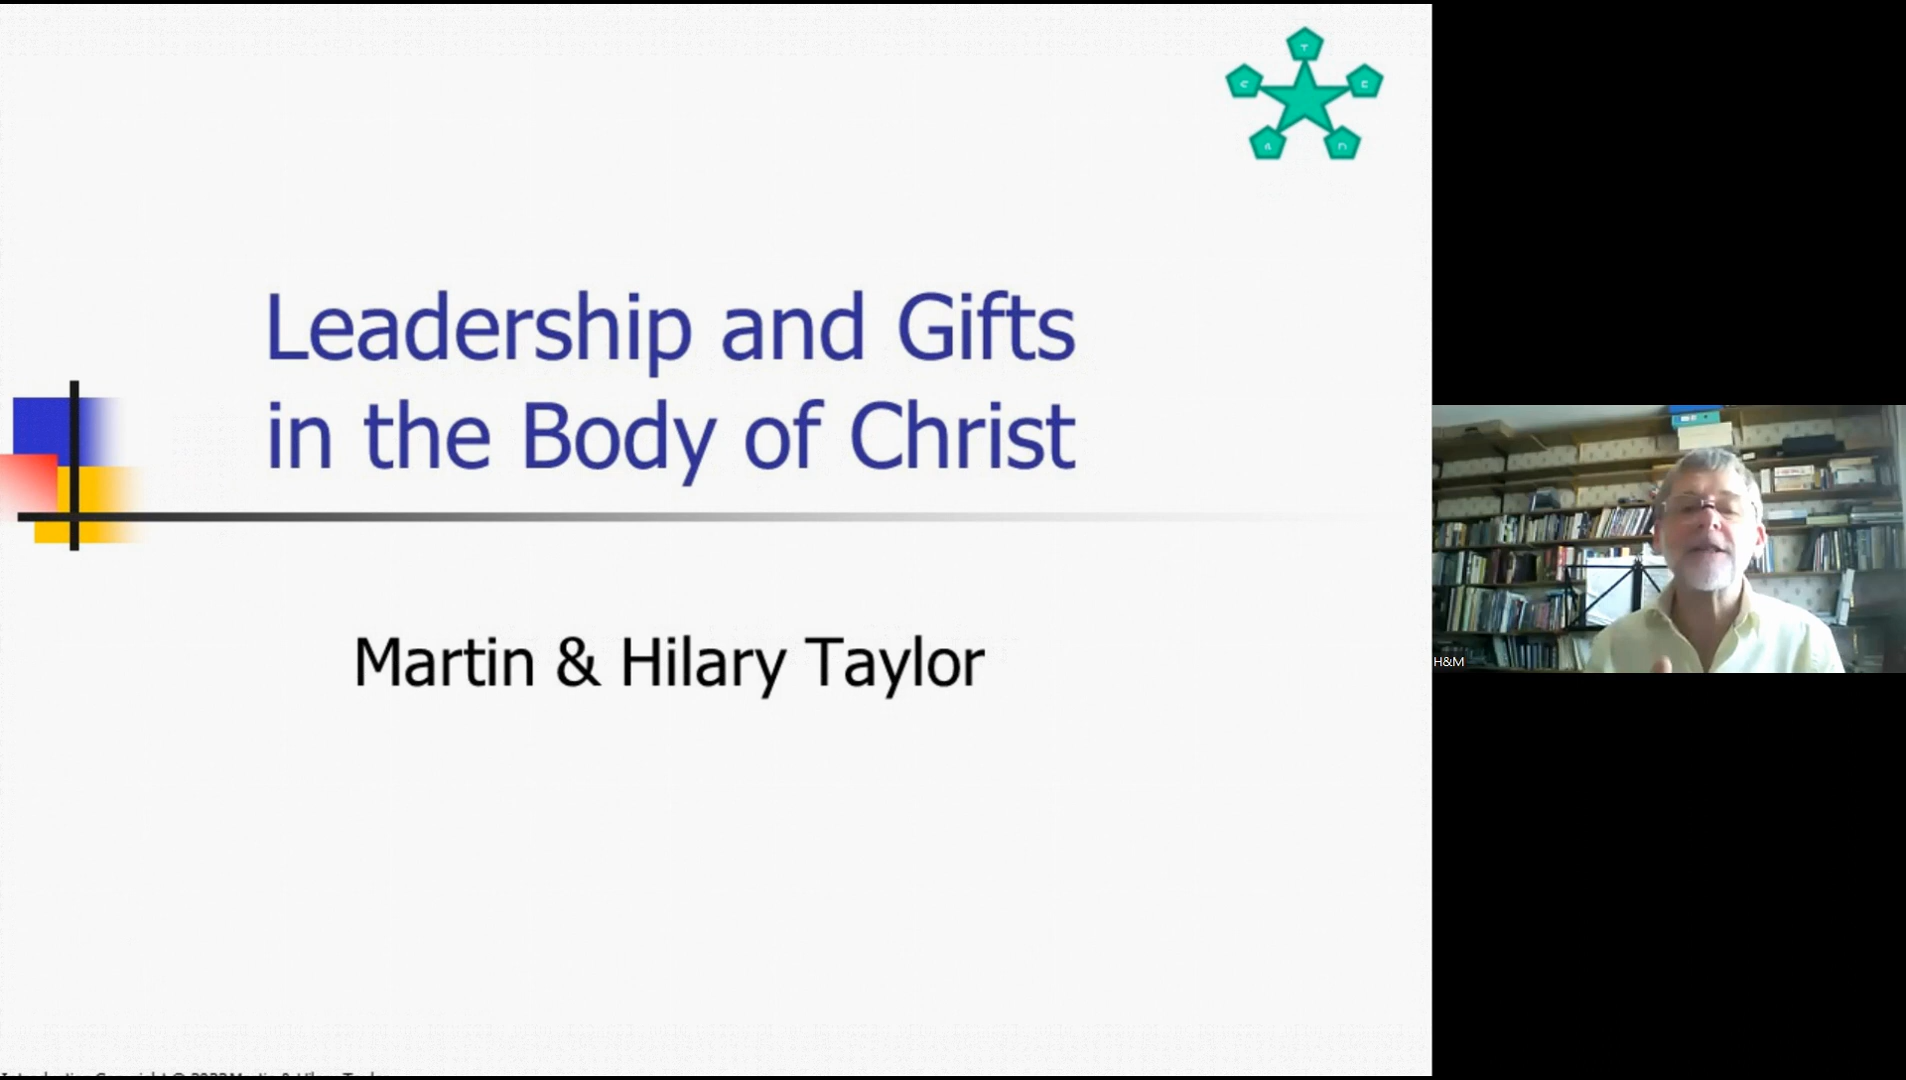 Leadership and Gifts
in the Body of Christ
Martin & Hilary Taylor
H&M